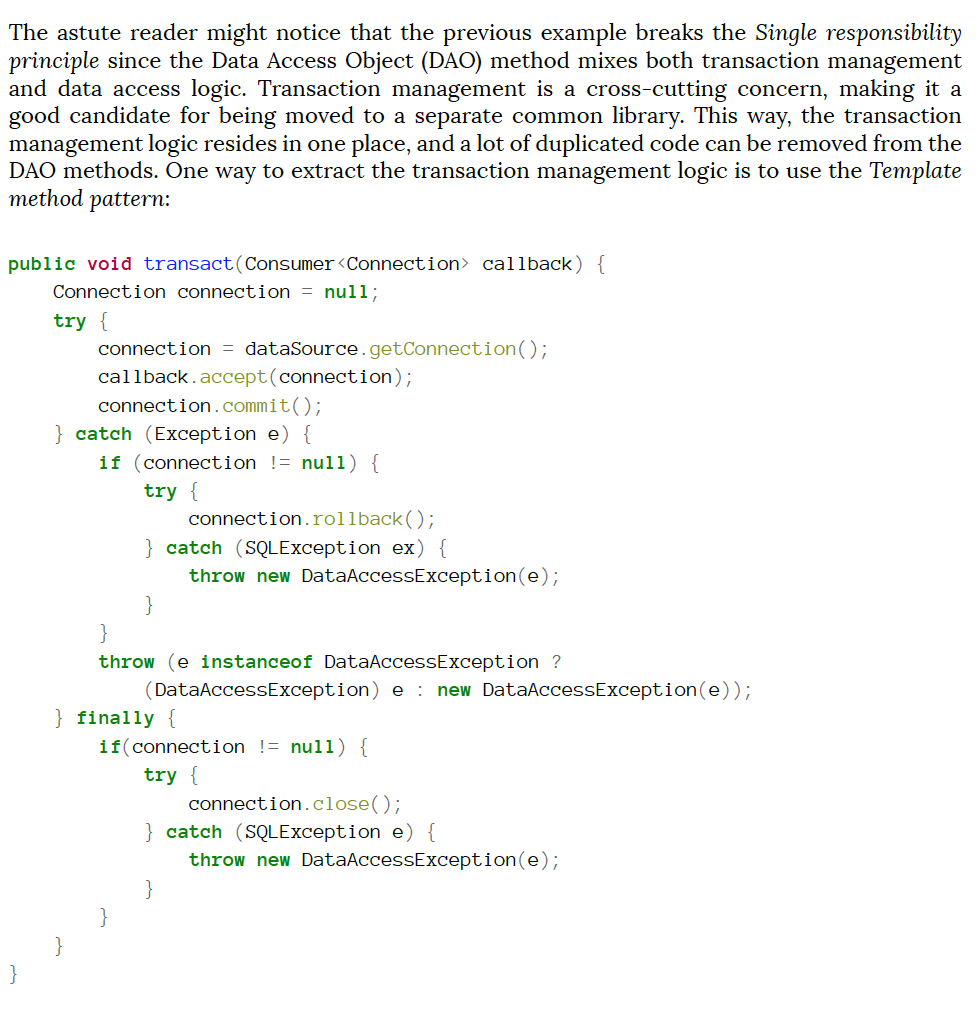 The astute reader might notice that the previous example breaks the Single responsibility
principle since the Data Access Object (DAO) method mixes both transaction management
and data access logic. Transaction management is a cross-cutting concern, making it a
good candidate for being moved to a separate common library. This way, the transaction
management logic resides in one place, and a lot of duplicated code can be removed from the
DAO methods. One way to extract the transaction management logic is to use the Template
method pattern:
public void transact(Consumer<Connection> callback) {
    Connection connection = null;
    try {
        connection = dataSource.getConnection();
        callback.accept(connection);
        connection.commit();
    } catch (Exception e) {
        if (connection != null) {
            try {
                connection.rollback();
            } catch (SQLException ex) {
                throw new DataAccessException(e);
            }
        }
        throw (e instanceof DataAccessException ?
            (DataAccessException) e : new DataAccessException(e));
    } finally {
        if(connection != null) {
            try {
                connection.close();
            } catch (SQLException e) {
                throw new DataAccessException(e);
            }
        }
    }
}